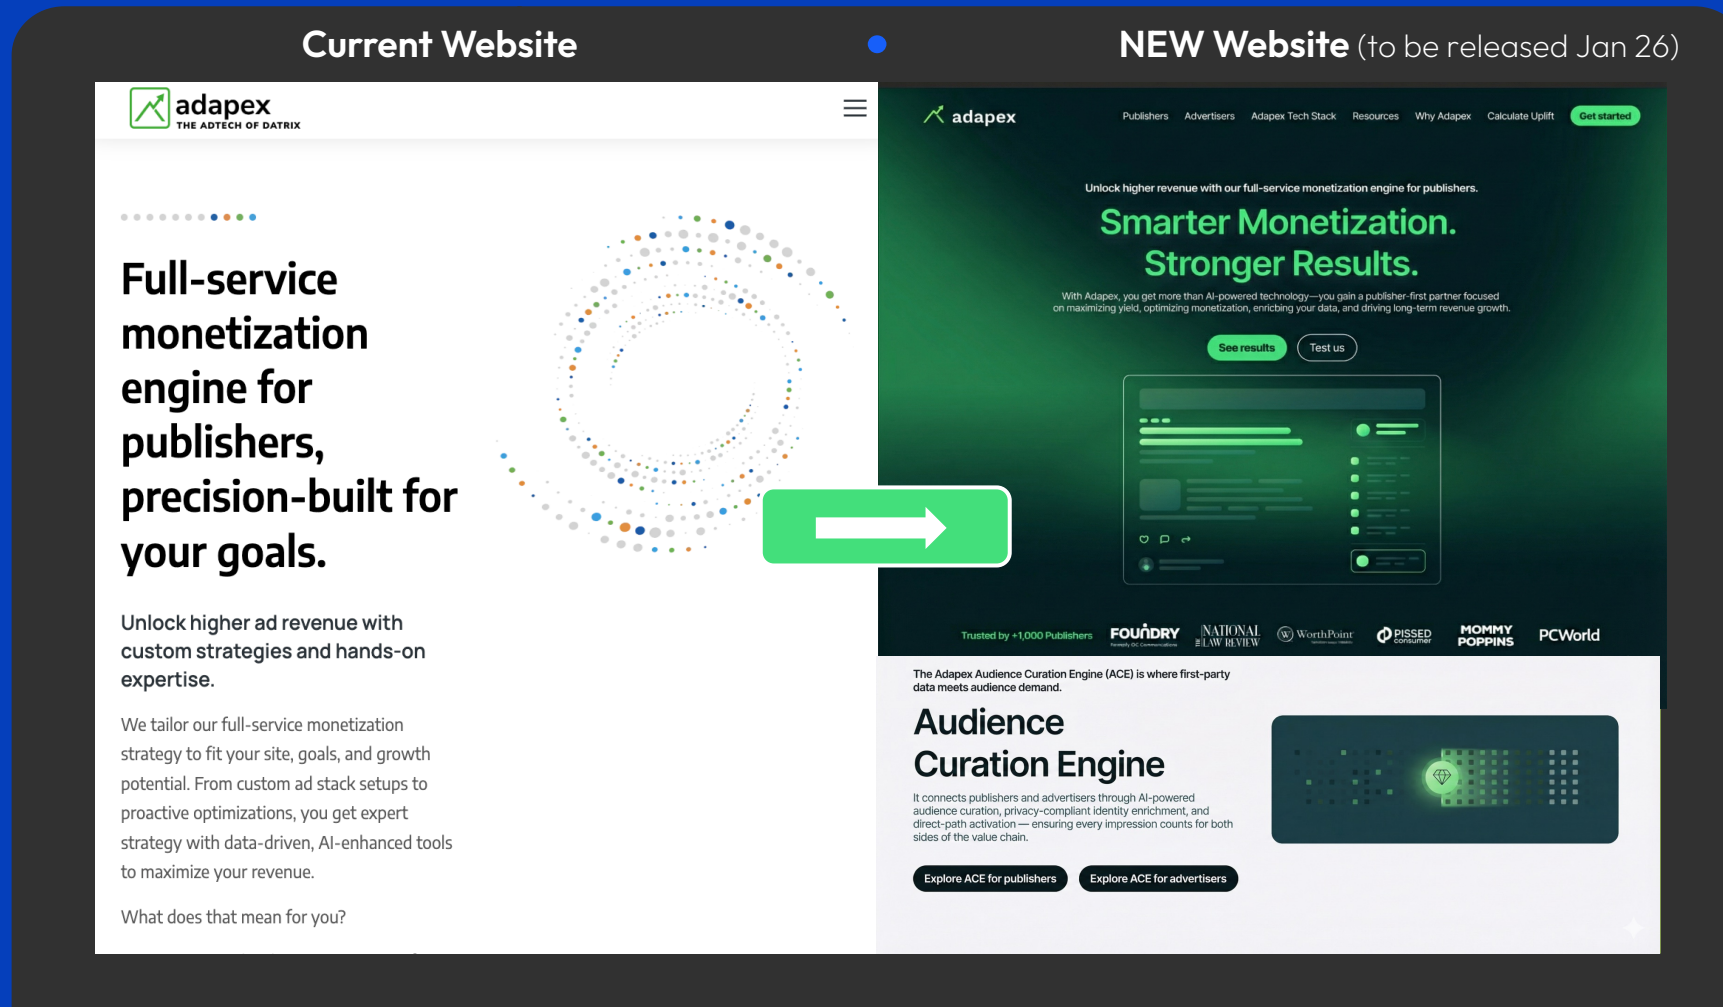 Current Website
NEW Website (to be released Jan 26)
adapex
THE ADTECH OF DATRIX
Full-service
monetization
engine for
publishers,
precision-built for
your goals.
Unlock higher ad revenue with
custom strategies and hands-on
expertise.
We tailor our full-service monetization
strategy to fit your site, goals, and growth
potential. From custom ad stack setups to
proactive optimizations, you get expert
strategy with data-driven, AI-enhanced tools
to maximize your revenue.
What does that mean for you?
adapex
Publishers Advertisers Adapex Tech Stack Resources Why Adapex Calculate Uplift Get started
Unlock higher revenue with our full-service monetization engine for publishers.
Smarter Monetization.
Stronger Results.
With Adapex, you get more than AI-powered technology—you gain a publisher-first partner focused
on maximizing yield, optimizing monetization, enricbing your data, and driving long-term revenue growth.
See results Test us
Trusted by +1,000 Publishers
FOUNDRY
Formerly IDC Communications
NATIONAL
THE LAW REVIEW
W WorthPoint
PISSED
consumer
MOMMY
POPPINS
PCWorld
The Adapex Audience Curation Engine (ACE) is where first-party
data meets audience demand.
Audience
Curation Engine
It connects publishers and advertisers through AI-powered
audience curation, privacy-compliant identity enrichment, and
direct-path activation — ensuring every impression counts for both
sides of the value chain.
Explore ACE for publishers Explore ACE for advertisers